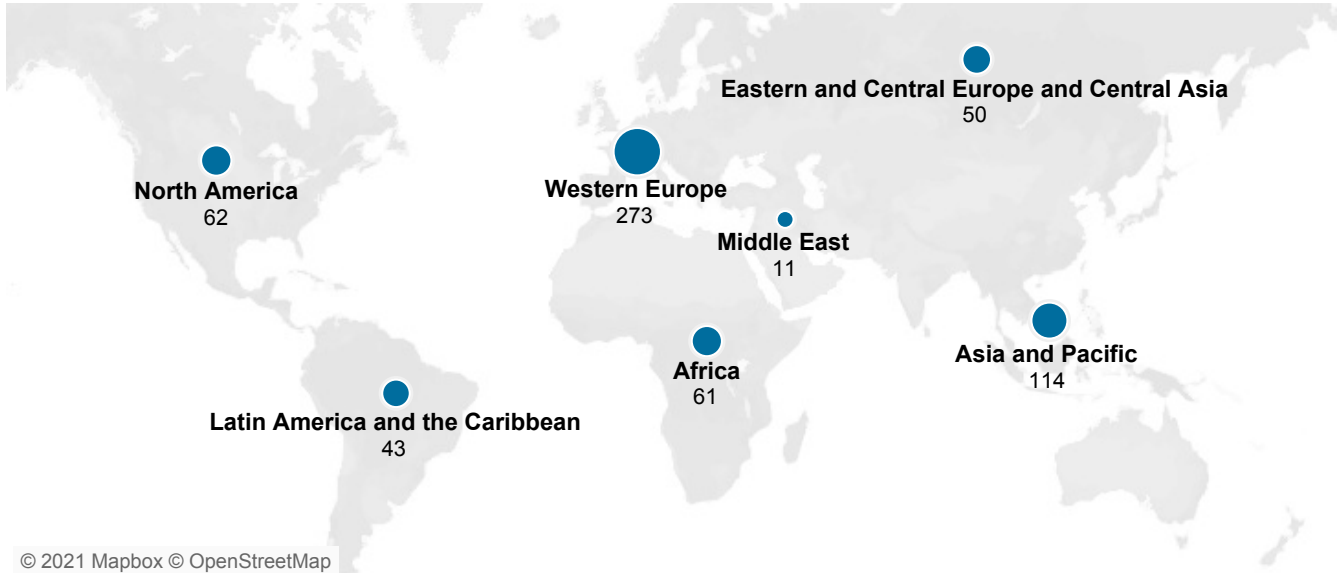 Eastern and Central Europe and Central Asia
50
North America
62
Western Europe
273
Middle East
11
Asia and Pacific
114
Africa
61
Latin America and the Caribbean
43
© 2021 Mapbox © OpenStreetMap